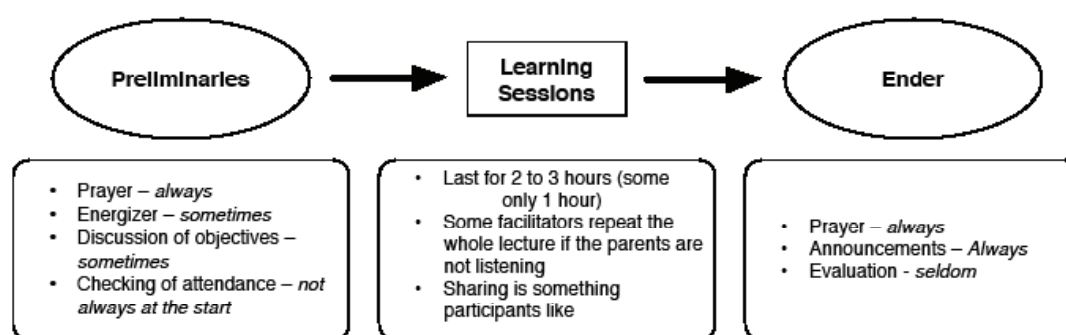 Preliminaries
Learning
Sessions
Ender
• Prayer – always
• Energizer – sometimes
• Discussion of objectives –
sometimes
• Checking of attendance – not
always at the start
• Last for 2 to 3 hours (some
only 1 hour)
• Some facilitators repeat the
whole lecture if the parents are
not listening
• Sharing is something
participants like
• Prayer – always
• Announcements – Always
• Evaluation - seldom